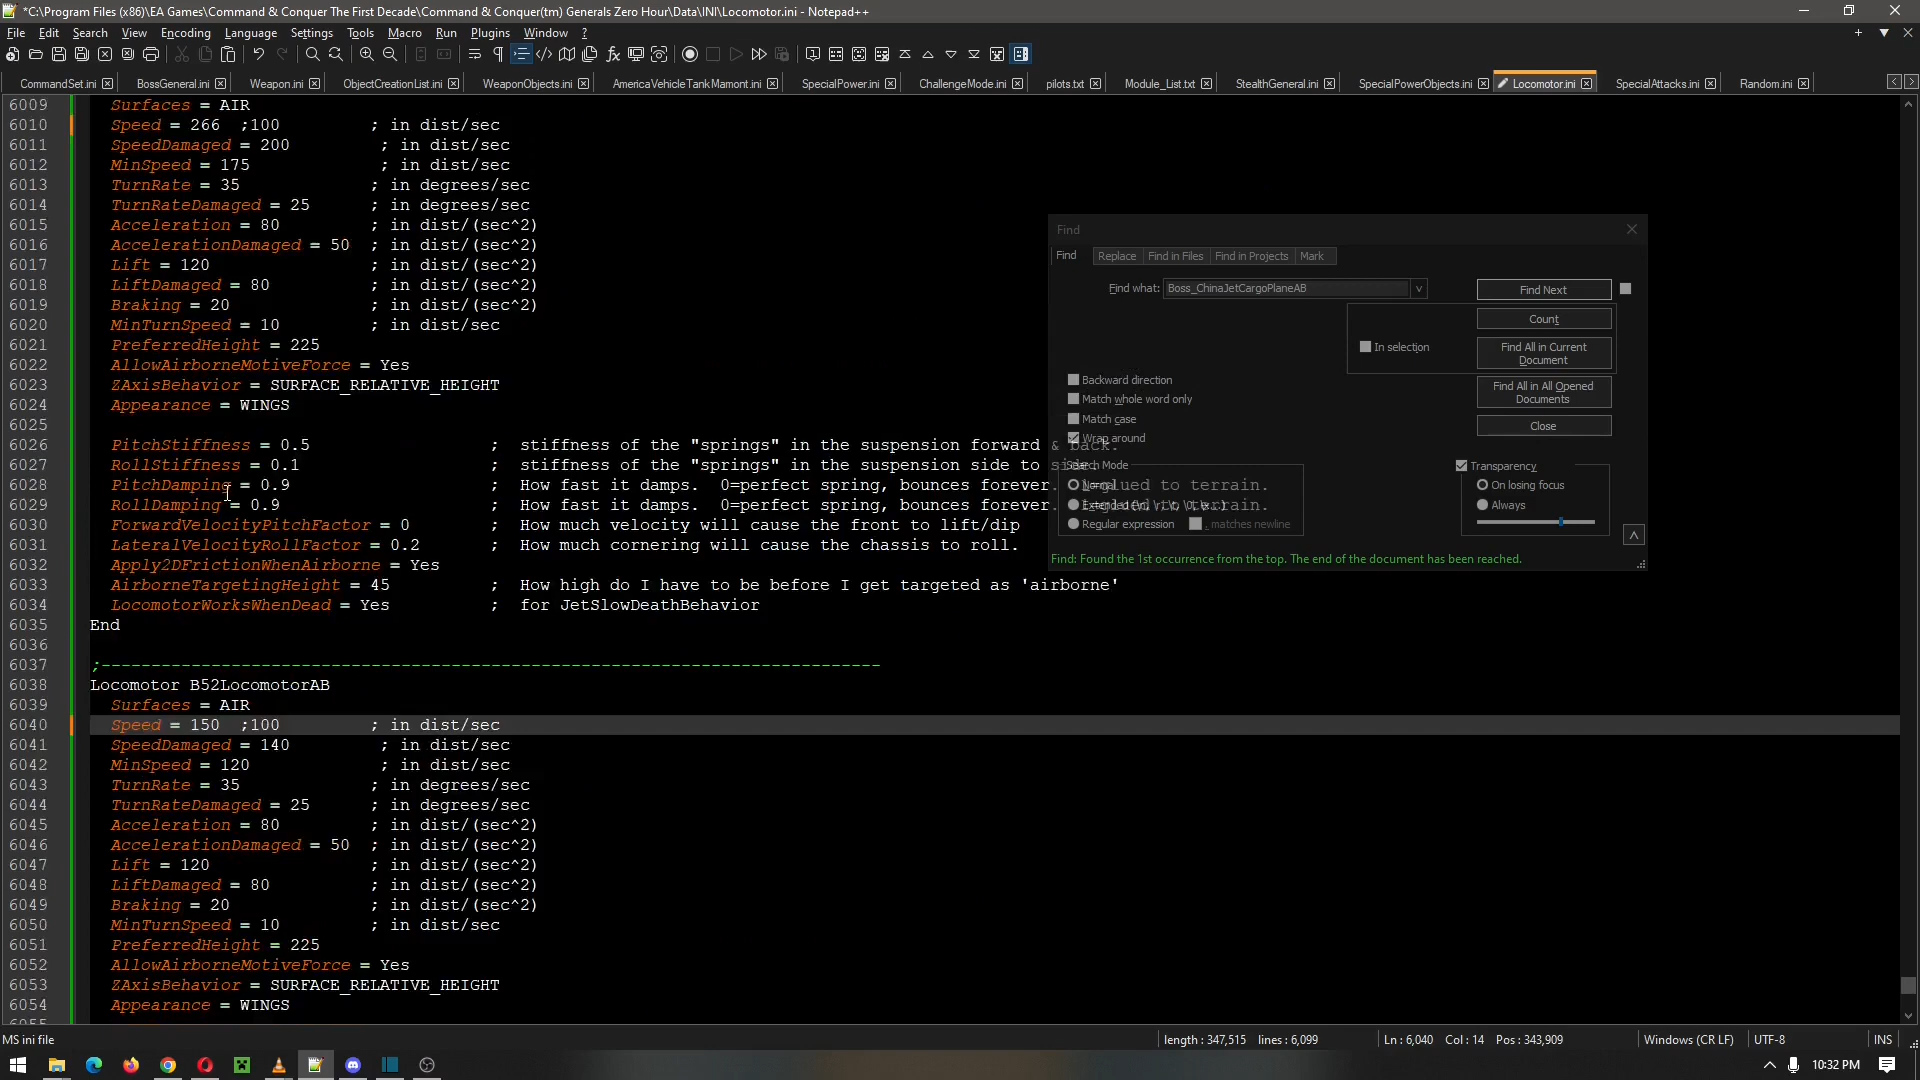 *C:\Program Files (x86)\EA Games\Command & Conquer The First Decade\Command & Conquer(tm) Generals Zero Hour\Data\INI\Locomotor.ini - Notepad++
File Edit Search View Encoding Language Settings Tools Macro Run Plugins Window ?
CommandSet.ini BossGeneral.ini Weapon.ini ObjectCreationList.ini WeaponObjects.ini AmericaVehicleTankMamont.ini SpecialPower.ini ChallengeMode.ini pilots.txt Module_List.txt StealthGeneral.ini SpecialPowerObjects.ini Locomotor.ini SpecialAttacks.ini Random.ini
6009 Surfaces = AIR
6010 Speed = 266 ;100 ; in dist/sec
6011 SpeedDamaged = 200 ; in dist/sec
6012 MinSpeed = 175 ; in dist/sec
6013 TurnRate = 35 ; in degrees/sec
6014 TurnRateDamaged = 25 ; in degrees/sec
6015 Acceleration = 80 ; in dist/(sec^2)
6016 AccelerationDamaged = 50 ; in dist/(sec^2)
6017 Lift = 120 ; in dist/(sec^2)
6018 LiftDamaged = 80 ; in dist/(sec^2)
6019 Braking = 20 ; in dist/(sec^2)
6020 MinTurnSpeed = 10 ; in dist/sec
6021 PreferredHeight = 225
6022 AllowAirborneMotiveForce = Yes
6023 ZAxisBehavior = SURFACE_RELATIVE_HEIGHT
6024 Appearance = WINGS
6025
6026 PitchStiffness = 0.5 ; stiffness of the "springs" in the suspension forward & back.
6027 RollStiffness = 0.1 ; stiffness of the "springs" in the suspension side to side.
6028 PitchDamping = 0.9 ; How fast it damps. 0=perfect spring, bounces forever. 1=glued to terrain.
6029 RollDamping = 0.9 ; How fast it damps. 0=perfect spring, bounces forever. 1=glued to terrain.
6030 ForwardVelocityPitchFactor = 0 ; How much velocity will cause the front to lift/dip
6031 LateralVelocityRollFactor = 0.2 ; How much cornering will cause the chassis to roll.
6032 Apply2DFrictionWhenAirborne = Yes
6033 AirborneTargetingHeight = 45 ; How high do I have to be before I get targeted as 'airborne'
6034 LocomotorWorksWhenDead = Yes ; for JetSlowDeathBehavior
6035 End
6036
6037 ;------------------------------------------------------------------------------
6038 Locomotor B52LocomotorAB
6039 Surfaces = AIR
6040 Speed = 150 ;100 ; in dist/sec
6041 SpeedDamaged = 140 ; in dist/sec
6042 MinSpeed = 120 ; in dist/sec
6043 TurnRate = 35 ; in degrees/sec
6044 TurnRateDamaged = 25 ; in degrees/sec
6045 Acceleration = 80 ; in dist/(sec^2)
6046 AccelerationDamaged = 50 ; in dist/(sec^2)
6047 Lift = 120 ; in dist/(sec^2)
6048 LiftDamaged = 80 ; in dist/(sec^2)
6049 Braking = 20 ; in dist/(sec^2)
6050 MinTurnSpeed = 10 ; in dist/sec
6051 PreferredHeight = 225
6052 AllowAirborneMotiveForce = Yes
6053 ZAxisBehavior = SURFACE_RELATIVE_HEIGHT
6054 Appearance = WINGS
Find
Find Replace Find in Files Find in Projects Mark
Find what: Boss_ChinaJetCargoPlaneAB
Find Next
Count
In selection
Find All in Current Document
Find All in All Opened Documents
Close
Backward direction
Match whole word only
Match case
Wrap around
Search Mode
Normal
Extended
Regular expression
. matches newline
Transparency
On losing focus
Always
Find: Found the 1st occurrence from the top. The end of the document has been reached.
MS ini file length : 347,515 lines : 6,099 Ln : 6,040 Col : 14 Pos : 343,909 Windows (CR LF) UTF-8 INS
10:32 PM